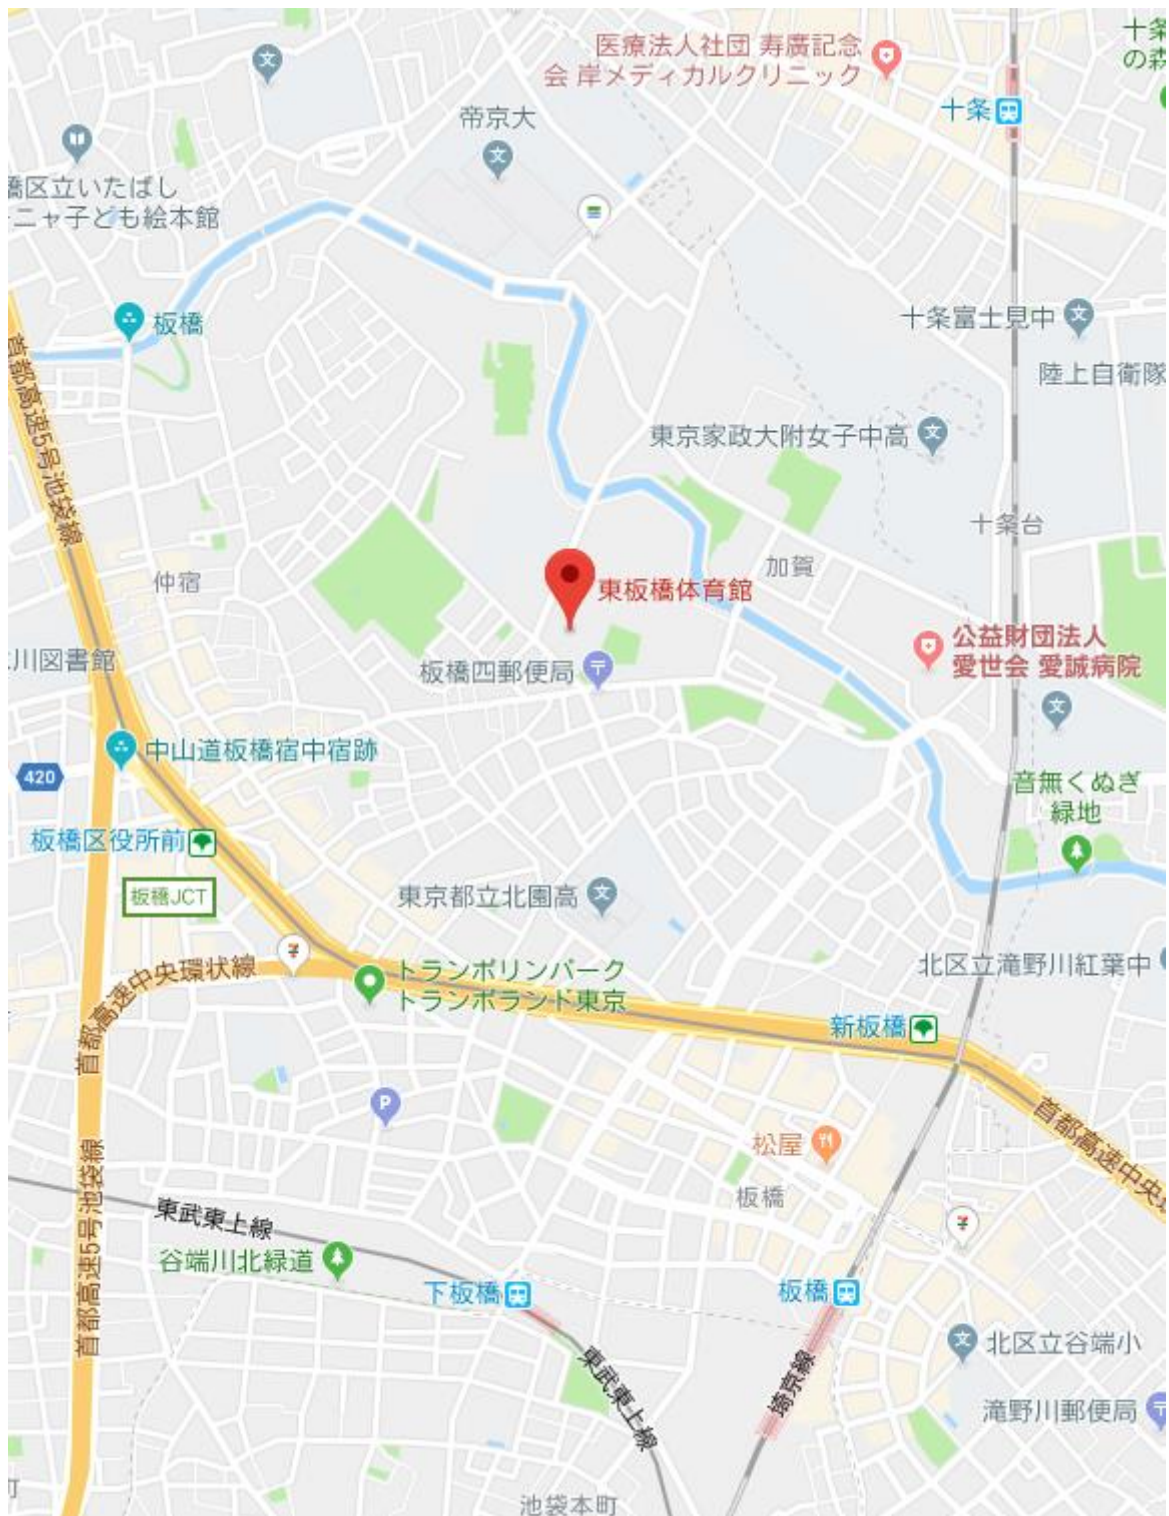 医療法人社団 寿廣記念
会 岸メディカルクリニック
十条
の森
十条
帝京大
橋区立いたばし
ニャ子ども絵本館
板橋
十条富士見中
陸上自衛隊
首都高速5号池袋線
東京家政大附女子中高
十条台
仲宿
加賀
東板橋体育館
公益財団法人
愛世会 愛誠病院
川図書館
板橋四郵便局
中山道板橋宿中宿跡
420
音無くぬぎ
緑地
板橋区役所前
板橋JCT
東京都立北園高
北区立滝野川紅葉中
首都高速中央環状線
トランポリンパーク
トランポランド東京
新板橋
P
首都高速中央環
松屋
板橋
首都高速5号池袋線
東武東上線
谷端川北緑道
下板橋
板橋
北区立谷端小
東武東上線
埼京線
滝野川郵便局
町
池袋本町